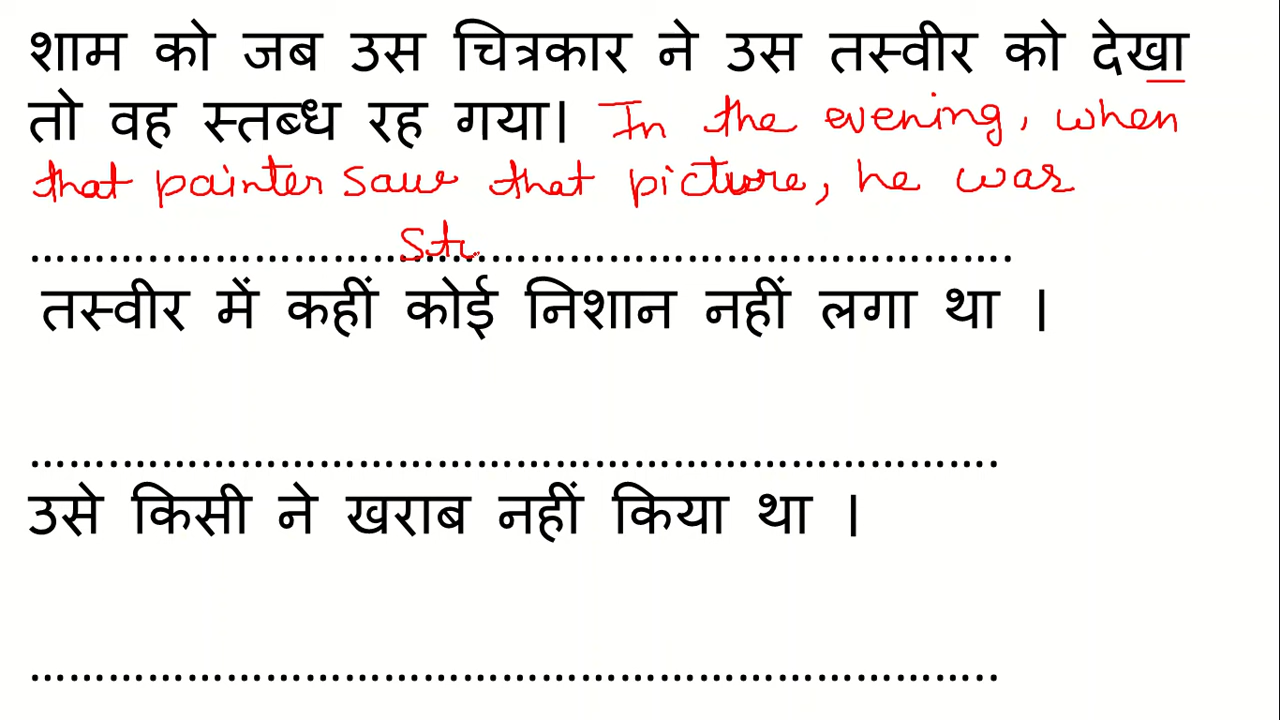 शाम को जब उस चित्रकार ने उस तस्वीर को देखा
तो वह स्तब्ध रह गया। In the evening, when
that painter saw that picture, he was
................................................................................
तस्वीर में कहीं कोई निशान नहीं लगा था ।
................................................................................
उसे किसी ने खराब नहीं किया था ।
................................................................................